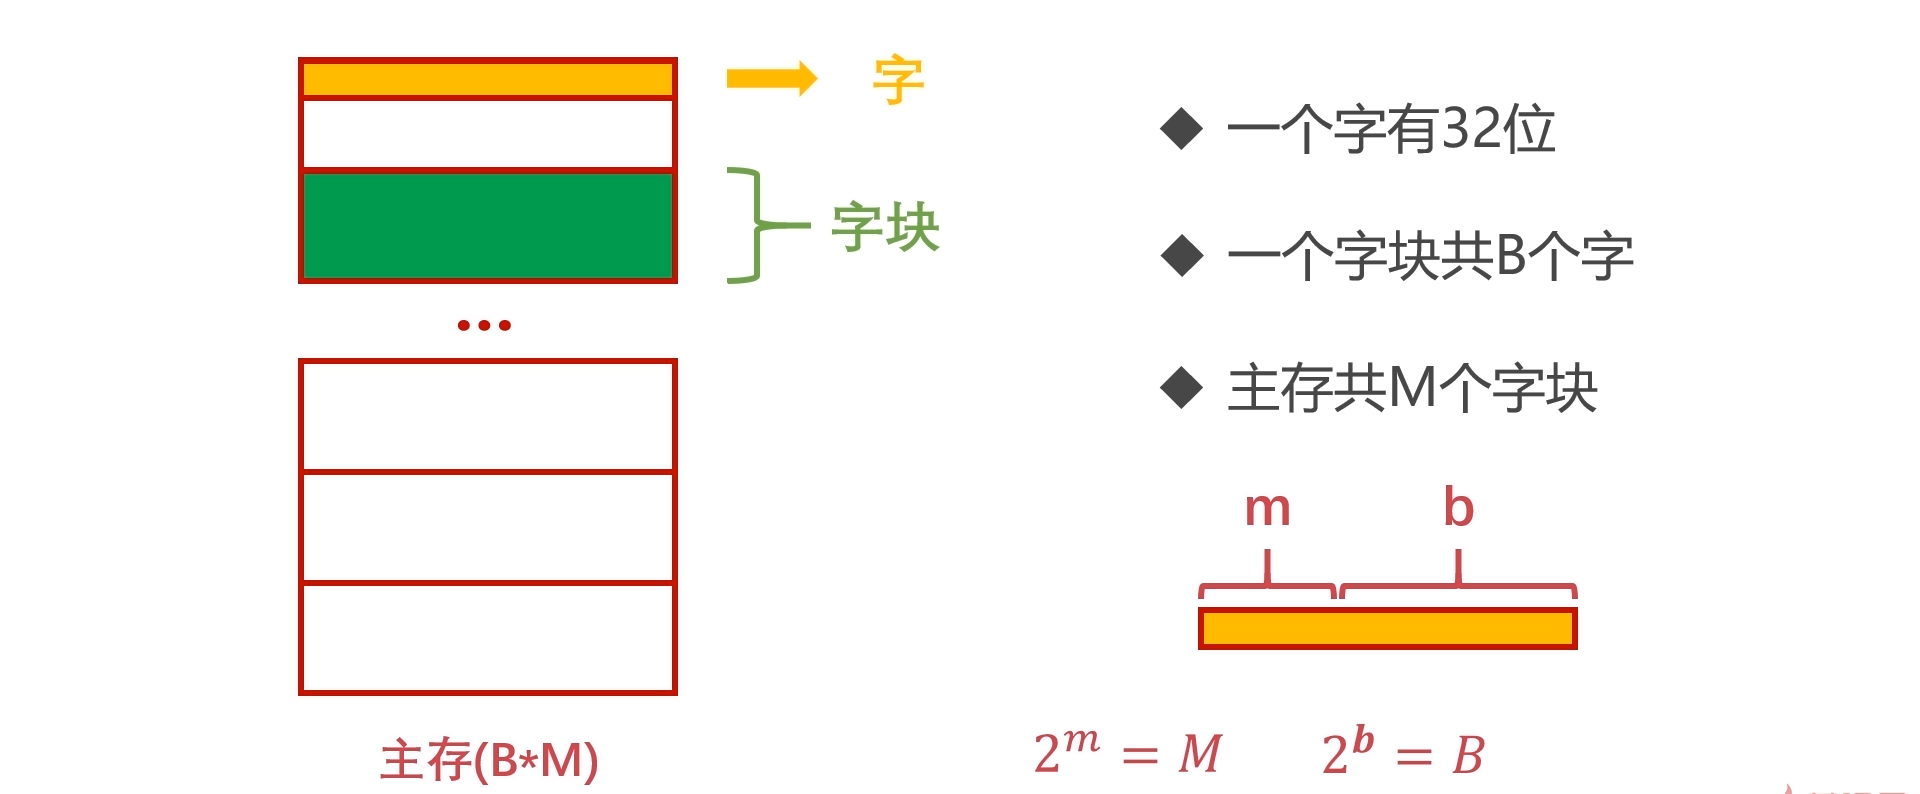 字
字块
...
主存(B*M)
◆ 一个字有32位
◆ 一个字块共B个字
◆ 主存共M个字块
m b
2^m = M 2^b = B